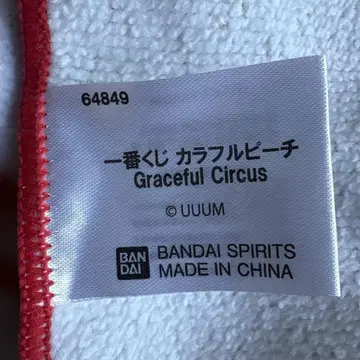 64849
一番くじ カラフルピーチ
Graceful Circus
© UUUM
BAN DAI BANDAI SPIRITS
MADE IN CHINA